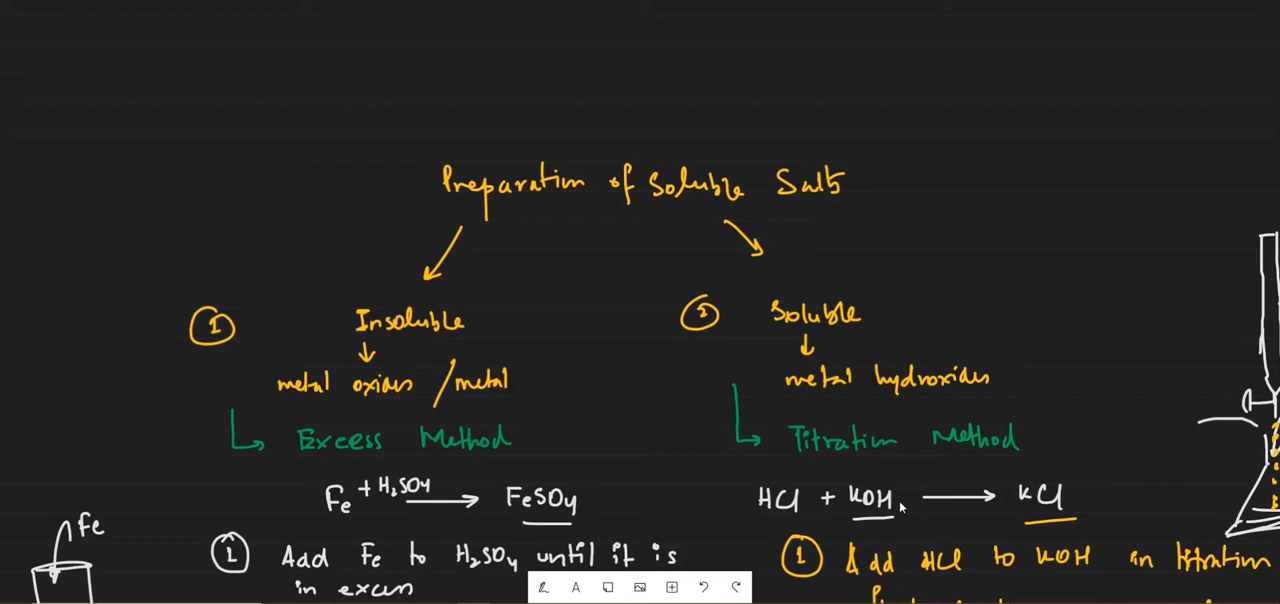 Preparation of Soluble Salts
① Insoluble
metal oxides / metal
Excess Method
Fe + H₂SO₄ → FeSO₄
Fe
① Add Fe to H₂SO₄ until it is
in excess
② Soluble
metal hydroxides
Titration Method
HCl + KOH → KCl
① Add HCl to KOH in titration
A